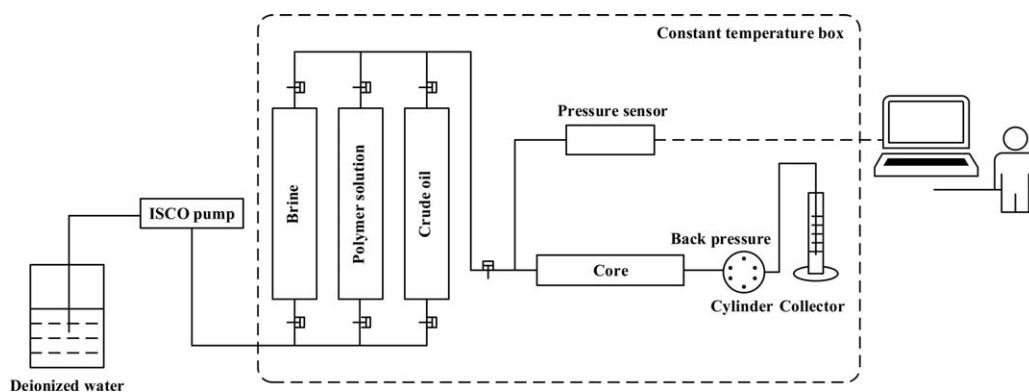 Constant temperature box
Pressure sensor
Brine
Polymer solution
Crude oil
ISCO pump
Back pressure
Core
Cylinder Collector
Deionized water